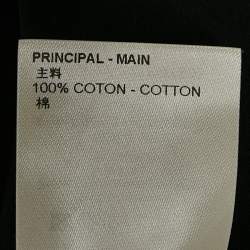 PRINCIPAL - MAIN
主料
100% COTON - COTTON
棉